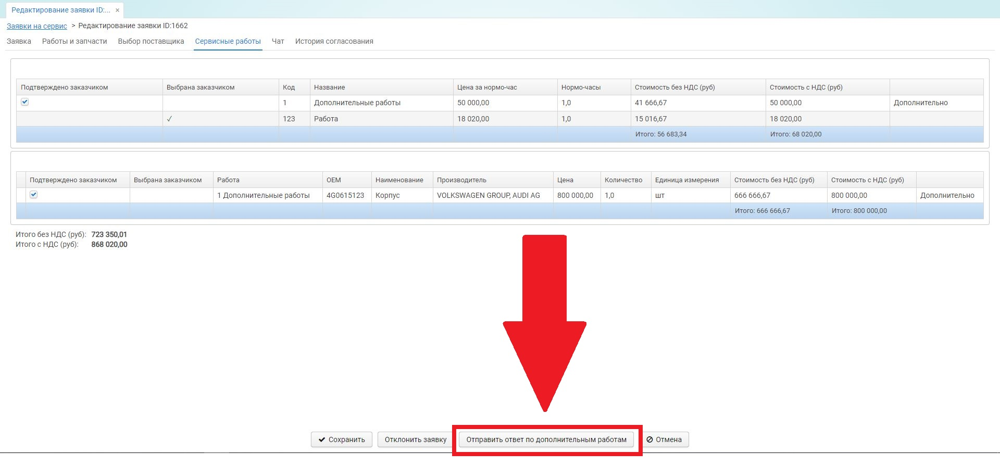 Редактирование заявки ID:... ×
Заявки на сервис > Редактирование заявки ID:1662
Заявка Работы и запчасти Выбор поставщика Сервисные работы Чат История согласования
Подтверждено заказчиком Выбрана заказчиком Код Название Цена за нормо-час Нормо-часы Стоимость без НДС (руб) Стоимость с НДС (руб)
1 Дополнительные работы 50 000,00 1,0 41 666,67 50 000,00 Дополнительно
✓ 123 Работа 18 020,00 1,0 15 016,67 18 020,00
Итого: 56 683,34 Итого: 68 020,00
Подтверждено заказчиком Выбрана заказчиком Работа OEM Наименование Производитель Цена Количество Единица измерения Стоимость без НДС (руб) Стоимость с НДС (руб)
1 Дополнительные работы 4G0615123 Корпус VOLKSWAGEN GROUP, AUDI AG 800 000,00 1,0 шт 666 666,67 800 000,00 Дополнительно
Итого: 666 666,67 Итого: 800 000,00
Итого без НДС (руб): 723 350,01
Итого с НДС (руб): 868 020,00
Сохранить Отклонить заявку Отправить ответ по дополнительным работам Отмена